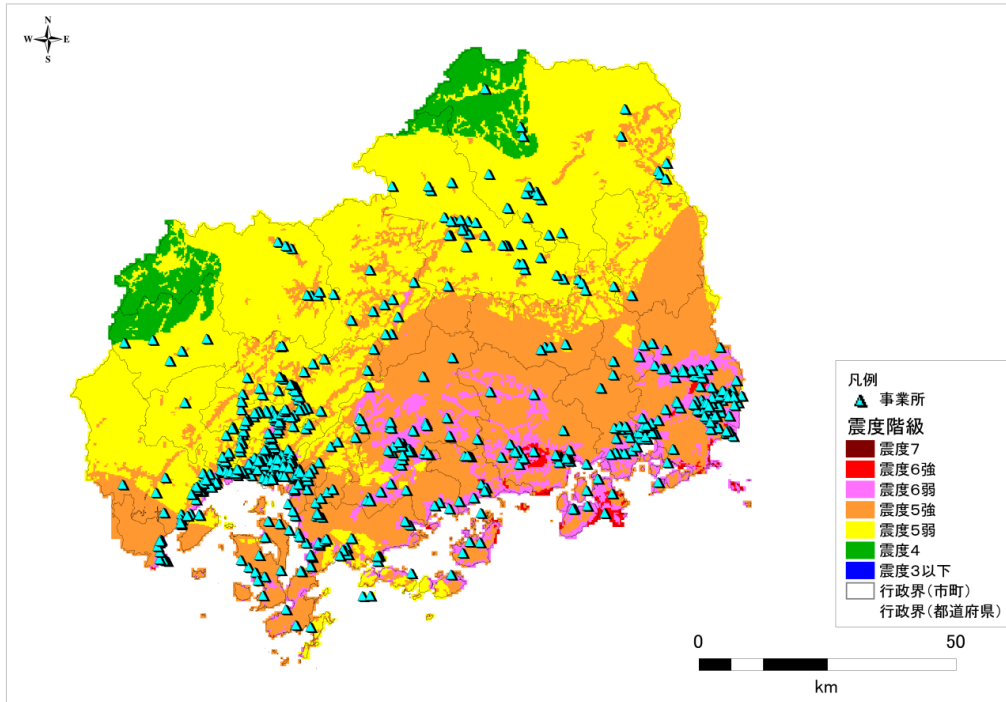 N
W E
S
凡例
事業所
震度階級
震度7
震度6強
震度6弱
震度5強
震度5弱
震度4
震度3以下
行政界(市町)
行政界(都道府県)
0 50
km